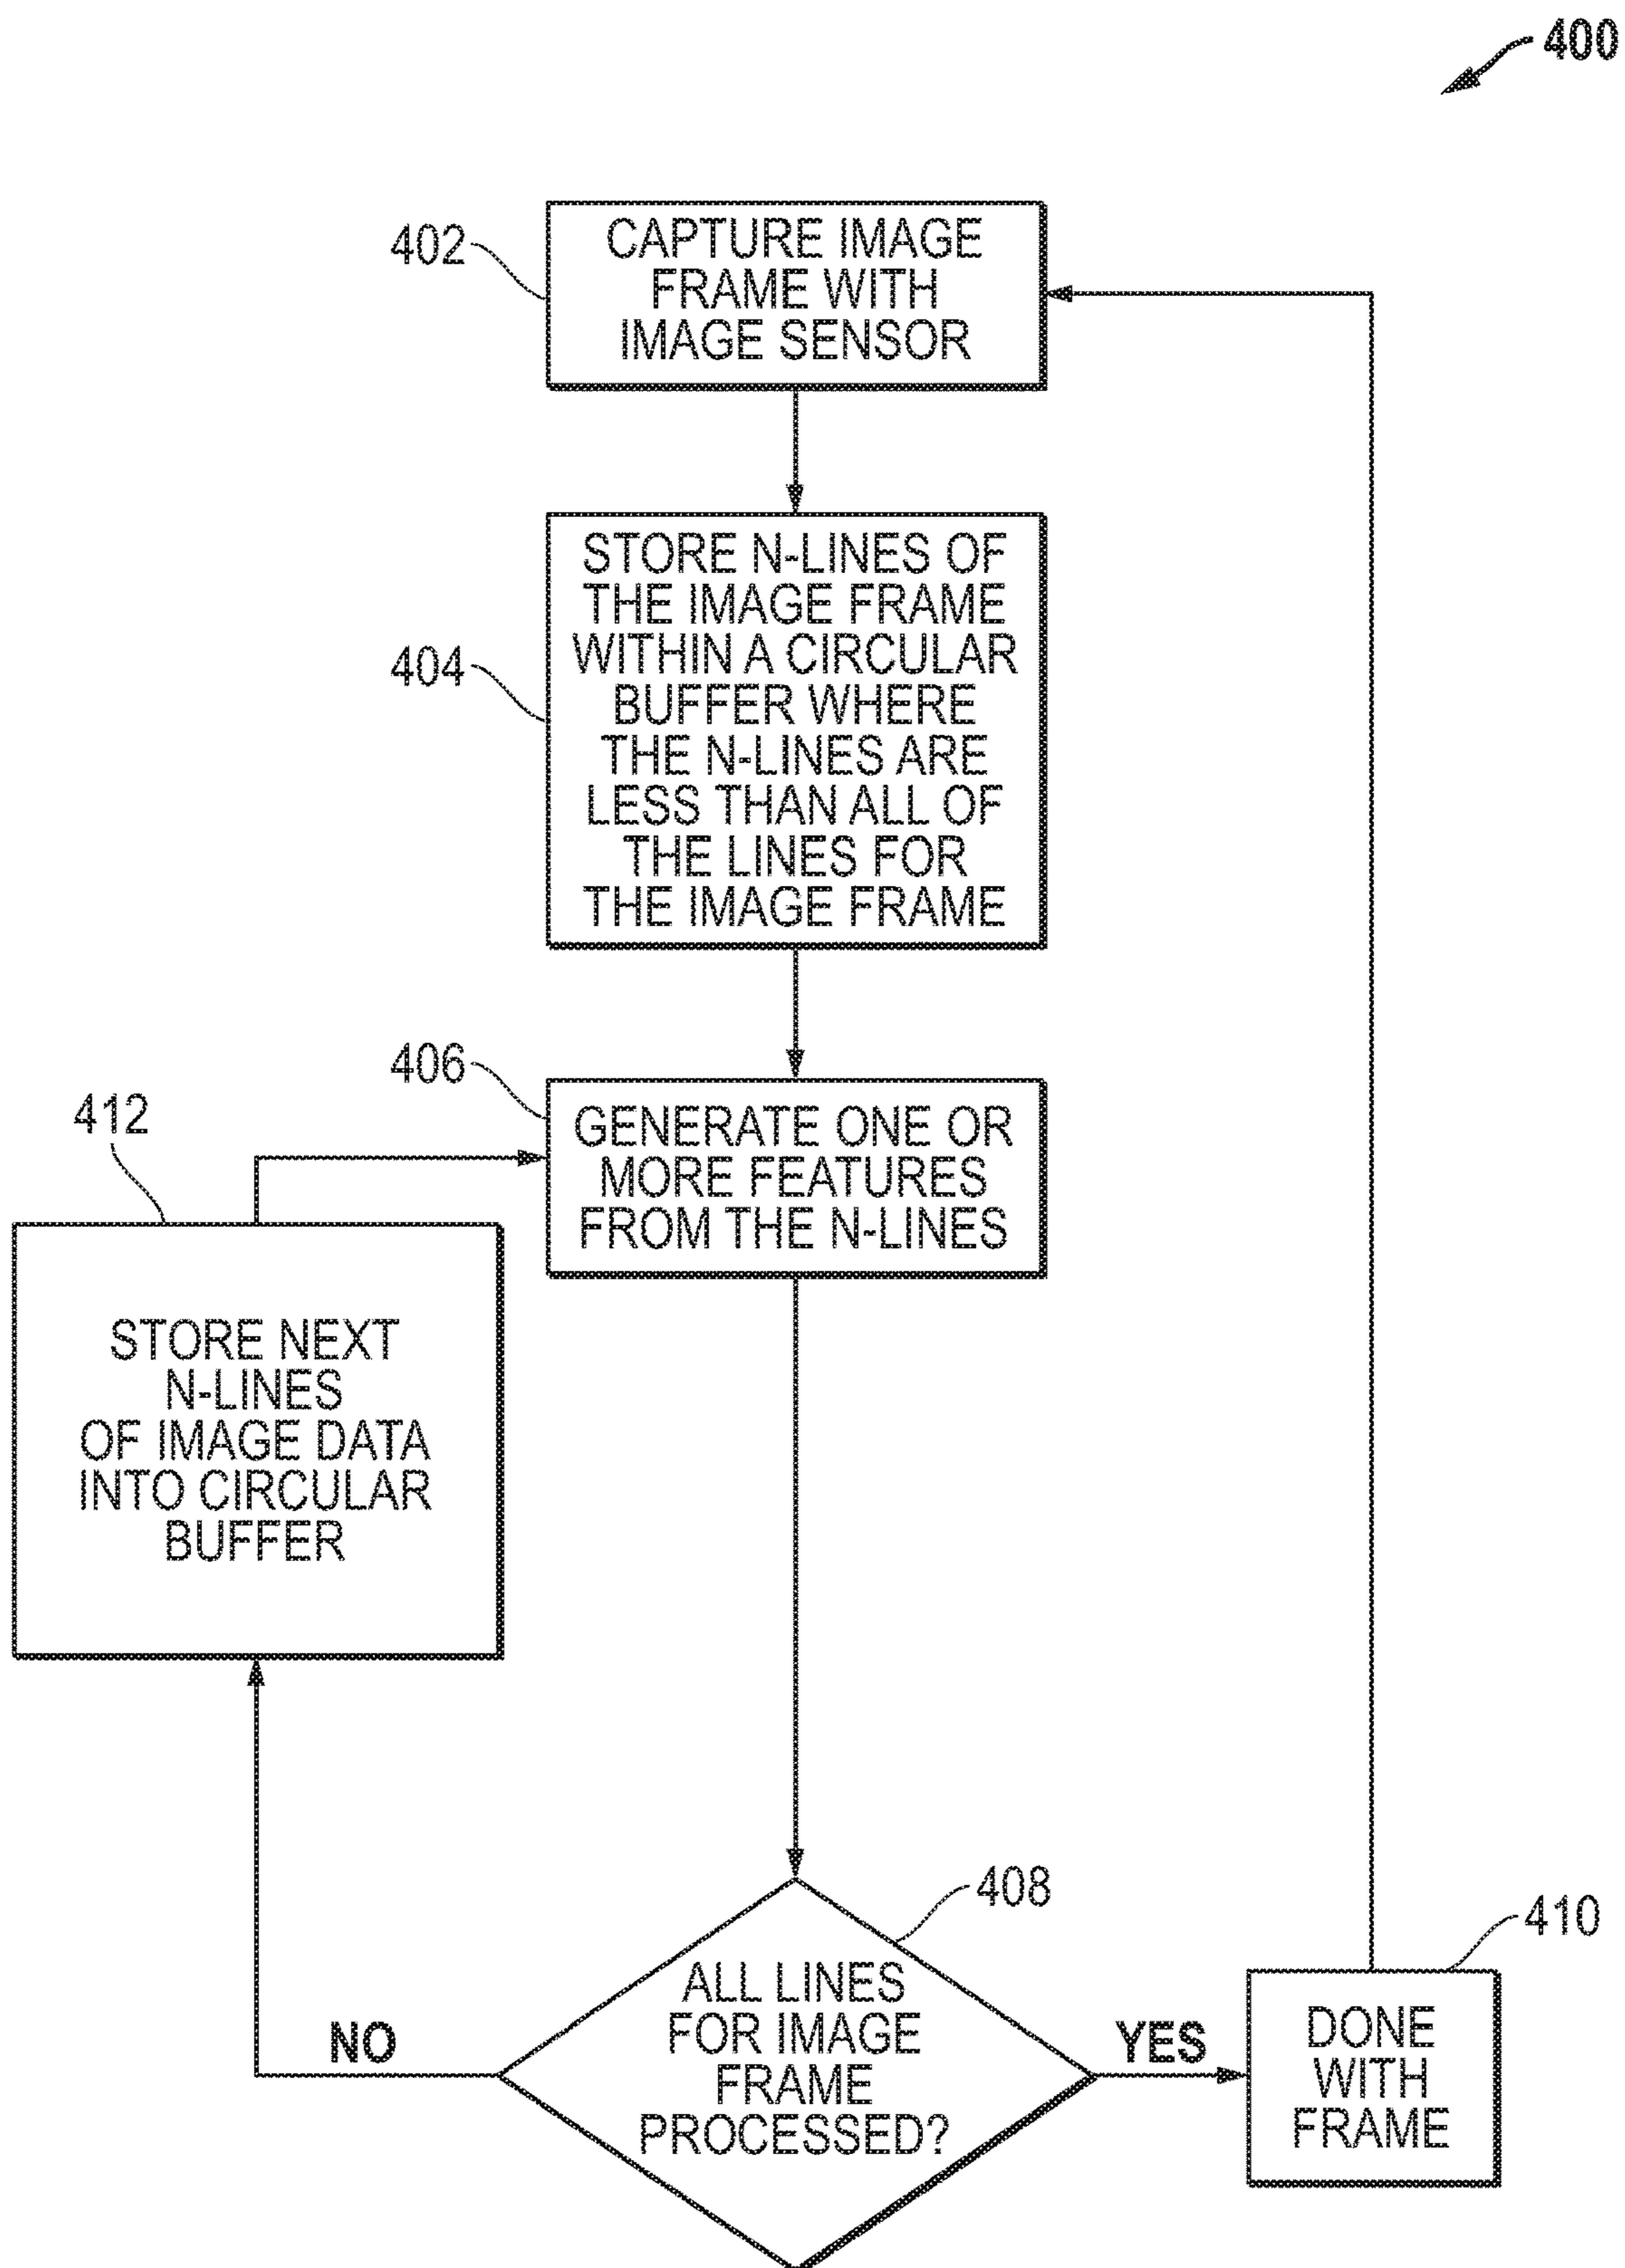 400
402
CAPTURE IMAGE
FRAME WITH
IMAGE SENSOR
404
STORE N-LINES OF
THE IMAGE FRAME
WITHIN A CIRCULAR
BUFFER WHERE
THE N-LINES ARE
LESS THAN ALL OF
THE LINES FOR
THE IMAGE FRAME
406
GENERATE ONE OR
MORE FEATURES
FROM THE N-LINES
412
STORE NEXT
N-LINES
OF IMAGE DATA
INTO CIRCULAR
BUFFER
408
ALL LINES
FOR IMAGE
FRAME
PROCESSED?
NO
YES
410
DONE
WITH
FRAME